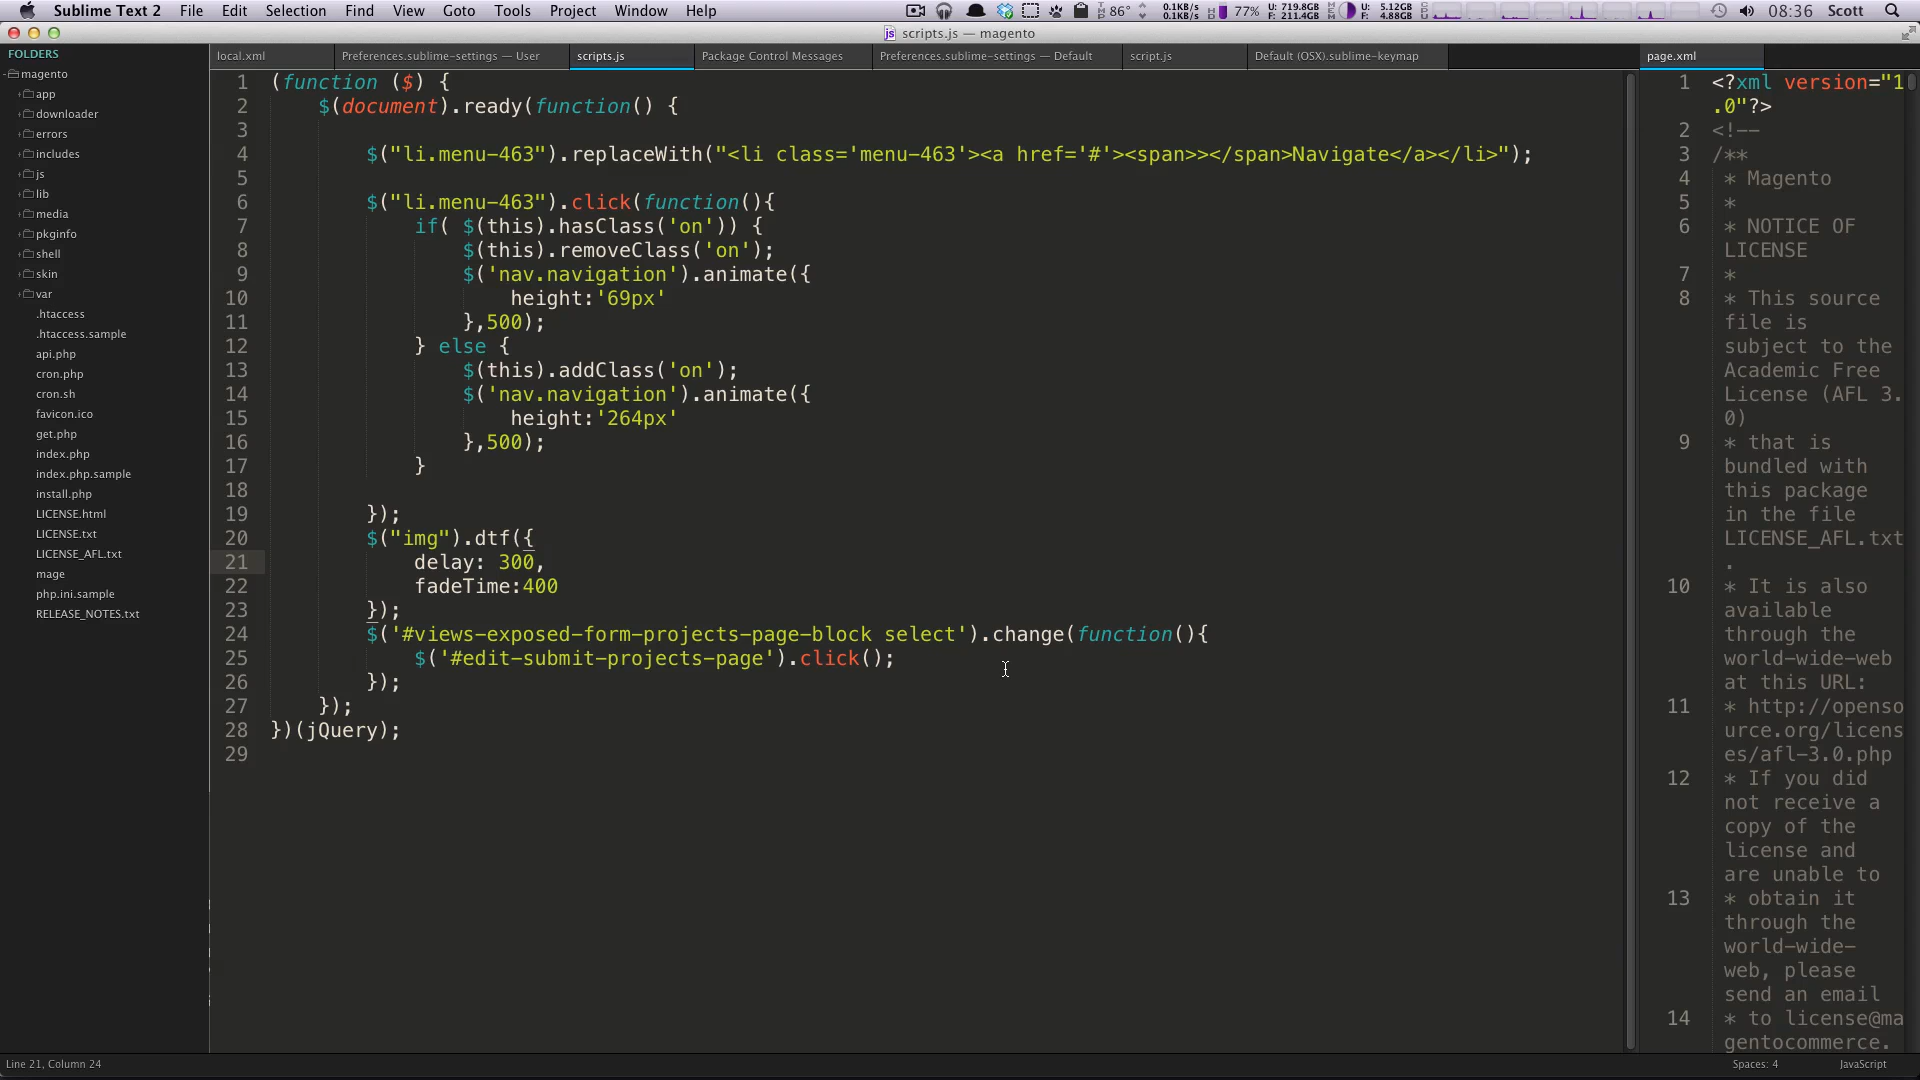 Sublime Text 2 File Edit Selection Find View Goto Tools Project Window Help 86° 0.1KB/s 0.1KB/s 77% U: 719.8GB F: 211.4GB U: 5.12GB F: 4.88GB 08:36 Scott
scripts.js — magento
FOLDERS
magento
app
downloader
errors
includes
js
lib
media
pkginfo
shell
skin
var
.htaccess
.htaccess.sample
api.php
cron.php
cron.sh
favicon.ico
get.php
index.php
index.php.sample
install.php
LICENSE.html
LICENSE.txt
LICENSE_AFL.txt
mage
php.ini.sample
RELEASE_NOTES.txt
local.xml Preferences.sublime-settings — User scripts.js Package Control Messages Preferences.sublime-settings — Default script.js Default (OSX).sublime-keymap
1 (function ($) {
2 $(document).ready(function() {
3
4 $("li.menu-463").replaceWith("<li class='menu-463'><a href='#'><span>></span>Navigate</a></li>");
5
6 $("li.menu-463").click(function(){
7 if( $(this).hasClass('on')) {
8 $(this).removeClass('on');
9 $('nav.navigation').animate({
10 height:'69px'
11 },500);
12 } else {
13 $(this).addClass('on');
14 $('nav.navigation').animate({
15 height:'264px'
16 },500);
17 }
18
19 });
20 $("img").dtf({
21 delay: 300,
22 fadeTime:400
23 });
24 $('#views-exposed-form-projects-page-block select').change(function(){
25 $('#edit-submit-projects-page').click();
26 });
27 });
28 })(jQuery);
29
page.xml
1 <?xml version="1
.0"?>
2 <!--
3 /**
4 * Magento
5 *
6 * NOTICE OF
LICENSE
7 *
8 * This source
file is
subject to the
Academic Free
License (AFL 3.
0)
9 * that is
bundled with
this package
in the file
LICENSE_AFL.txt
.
10 * It is also
available
through the
world-wide-web
at this URL:
11 * http://openso
urce.org/licens
es/afl-3.0.php
12 * If you did
not receive a
copy of the
license and
are unable to
13 * obtain it
through the
world-wide-
web, please
send an email
14 * to license@ma
gentocommerce.
Line 21, Column 24
Spaces: 4 JavaScript